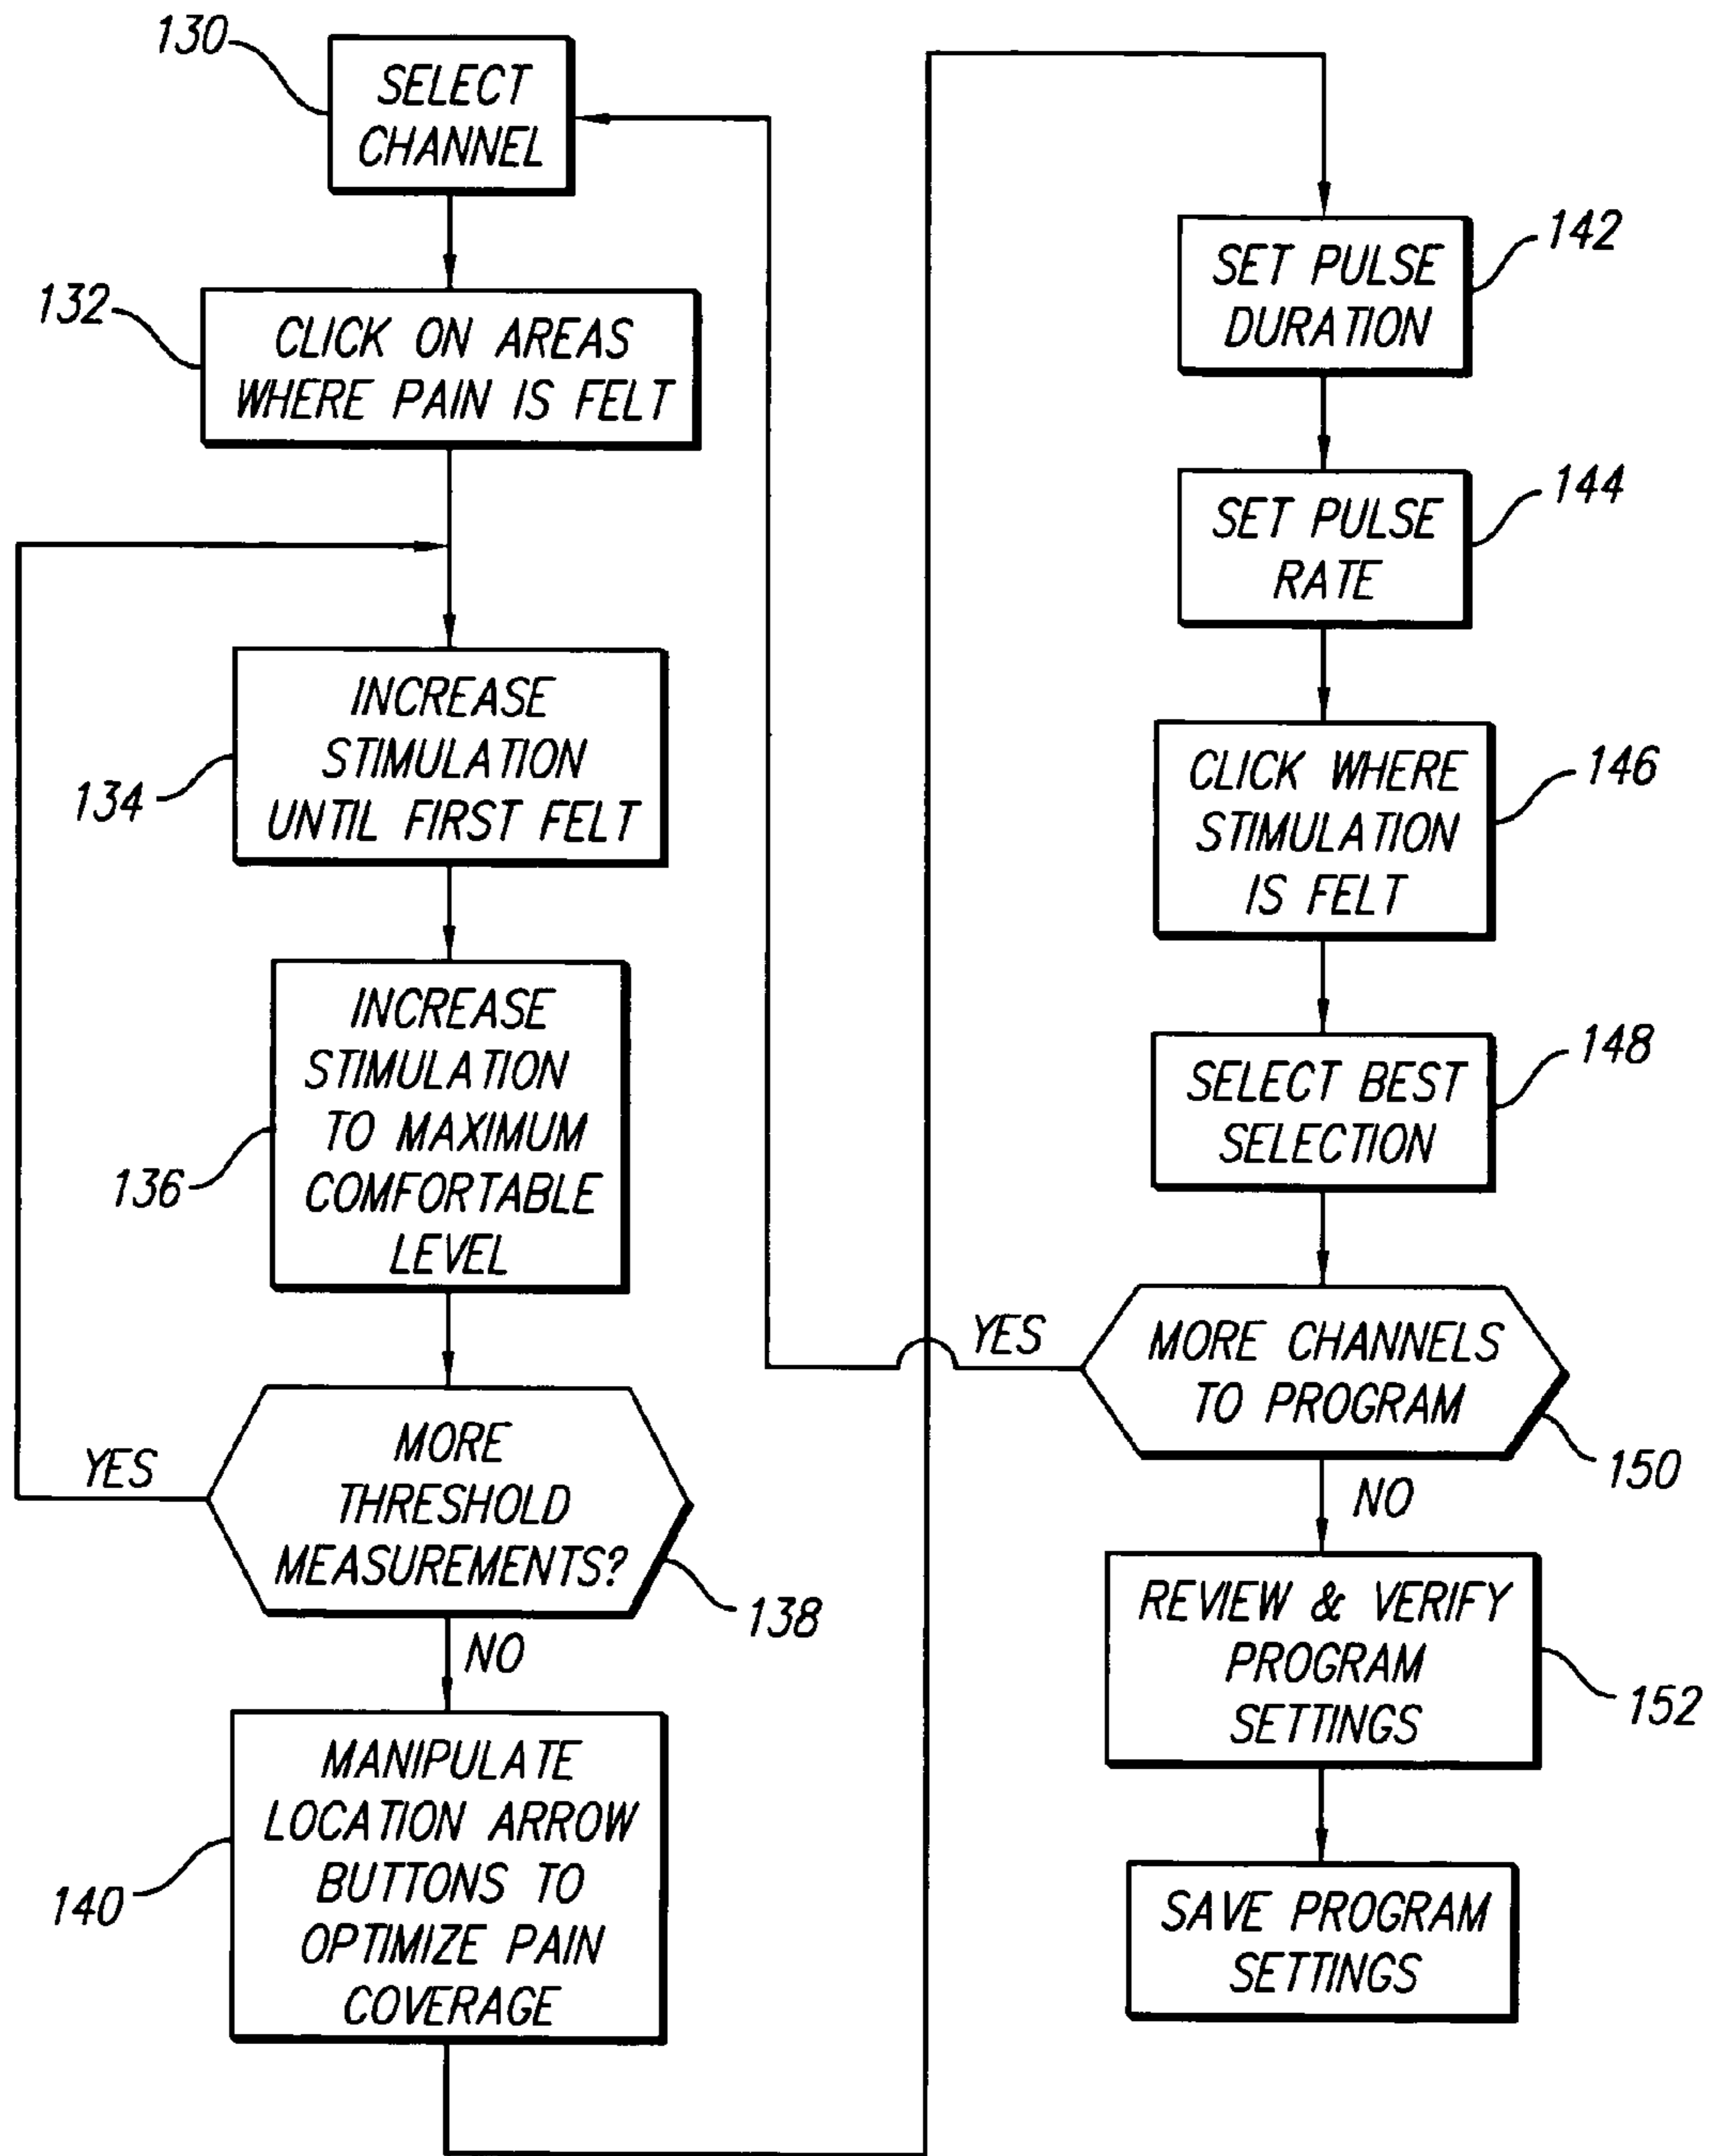 130
SELECT
CHANNEL
132
CLICK ON AREAS
WHERE PAIN IS FELT
134
INCREASE
STIMULATION
UNTIL FIRST FELT
136
INCREASE
STIMULATION
TO MAXIMUM
COMFORTABLE
LEVEL
YES
MORE
THRESHOLD
MEASUREMENTS?
138
NO
140
MANIPULATE
LOCATION ARROW
BUTTONS TO
OPTIMIZE PAIN
COVERAGE
SET PULSE
DURATION
142
SET PULSE
RATE
144
CLICK WHERE
STIMULATION
IS FELT
146
SELECT BEST
SELECTION
148
YES
MORE CHANNELS
TO PROGRAM
150
NO
REVIEW & VERIFY
PROGRAM
SETTINGS
152
SAVE PROGRAM
SETTINGS